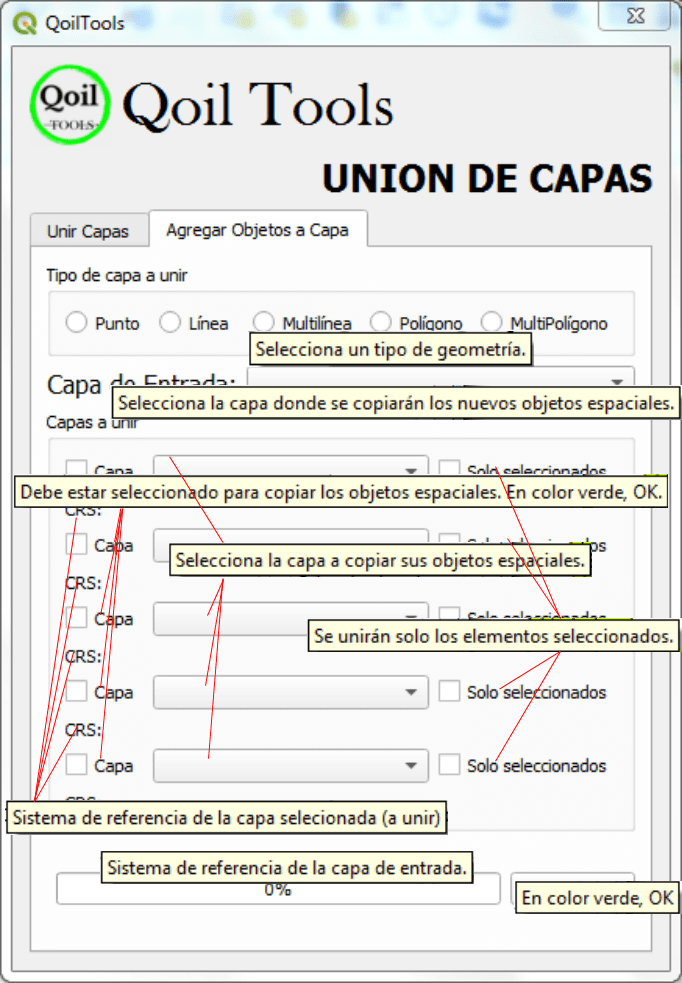 QoilTools
Qoil
TOOLS
Qoil Tools
UNION DE CAPAS
Unir Capas
Agregar Objetos a Capa
Tipo de capa a unir
Punto
Línea
Multilínea
Polígono
MultiPolígono
Selecciona un tipo de geometría.
Capa de Entrada:
Selecciona la capa donde se copiarán los nuevos objetos espaciales.
Capas a unir
Capa
Solo seleccionados
Debe estar seleccionado para copiar los objetos espaciales. En color verde, OK.
CRS:
Capa
Selecciona la capa a copiar sus objetos espaciales.
CRS:
Capa
Solo seleccionados
Se unirán solo los elementos seleccionados.
CRS:
Capa
Solo seleccionados
CRS:
Capa
Solo seleccionados
Sistema de referencia de la capa selecionada (a unir)
Sistema de referencia de la capa de entrada.
0%
En color verde, OK